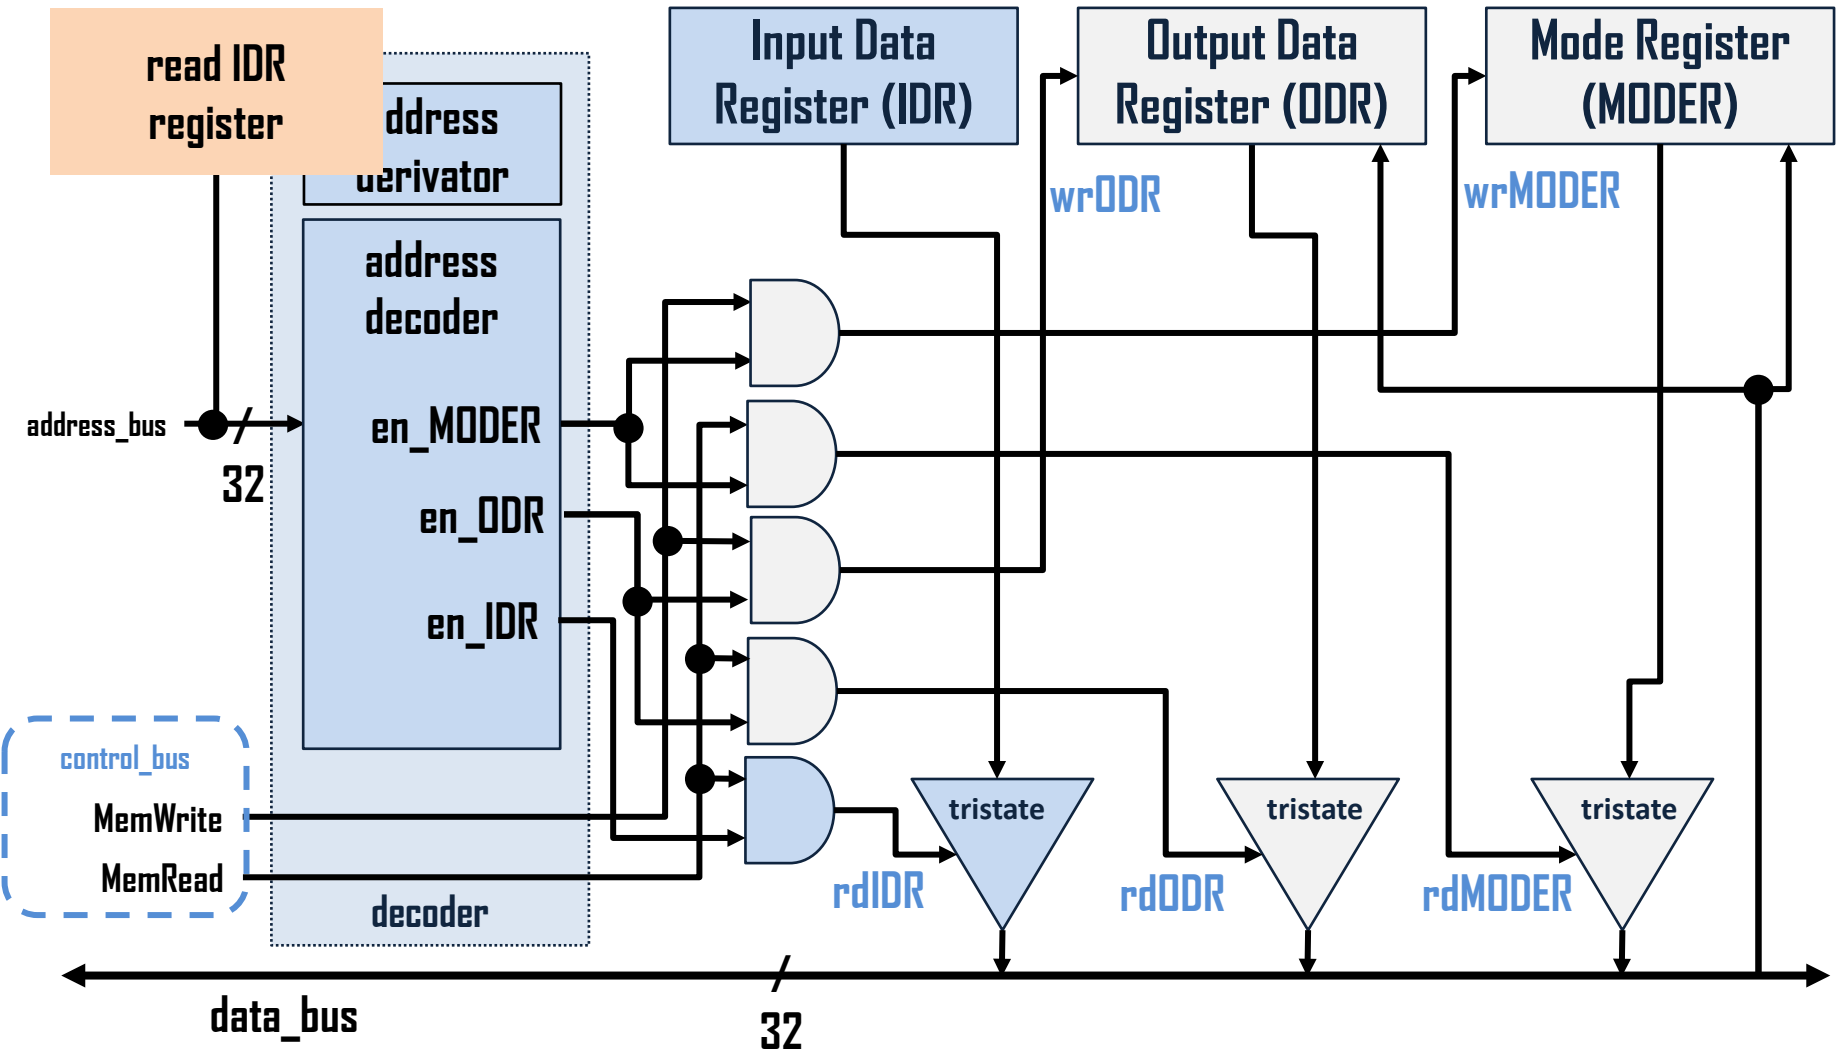 read IDR
register
ddress
derivator
Input Data
Register (IDR)
Output Data
Register (ODR)
Mode Register
(MODER)
wrODR
wrMODER
address
decoder
address_bus
32
en_MODER
en_ODR
en_IDR
control_bus
MemWrite
MemRead
decoder
tristate
tristate
tristate
rdIDR
rdODR
rdMODER
data_bus
32